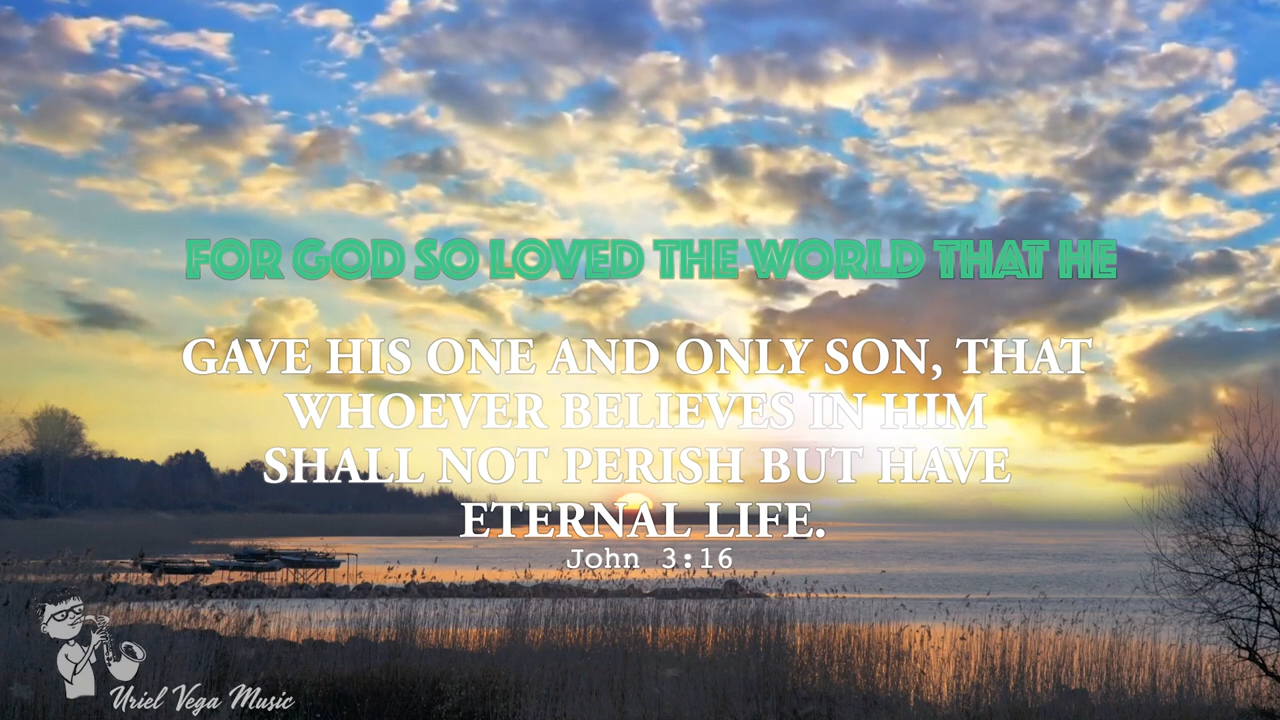 FOR GOD SO LOVED THE WORLD THAT HE
GAVE HIS ONE AND ONLY SON, THAT
WHOEVER BELIEVES IN HIM
SHALL NOT PERISH BUT HAVE
ETERNAL LIFE.
John 3:16
Uriel Vega Music